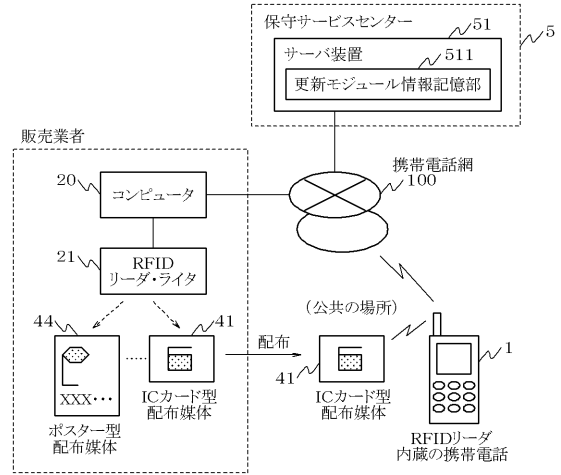 保守サービスセンター
51
5
サーバ装置
511
更新モジュール情報記憶部
販売業者
携帯電話網
100
20
コンピュータ
21
RFID
リーダ・ライタ
(公共の場所)
44
41
配布
1
XXX・・・
ICカード型
配布媒体
ポスター型
配布媒体
41
ICカード型
配布媒体
RFIDリーダ
内蔵の携帯電話